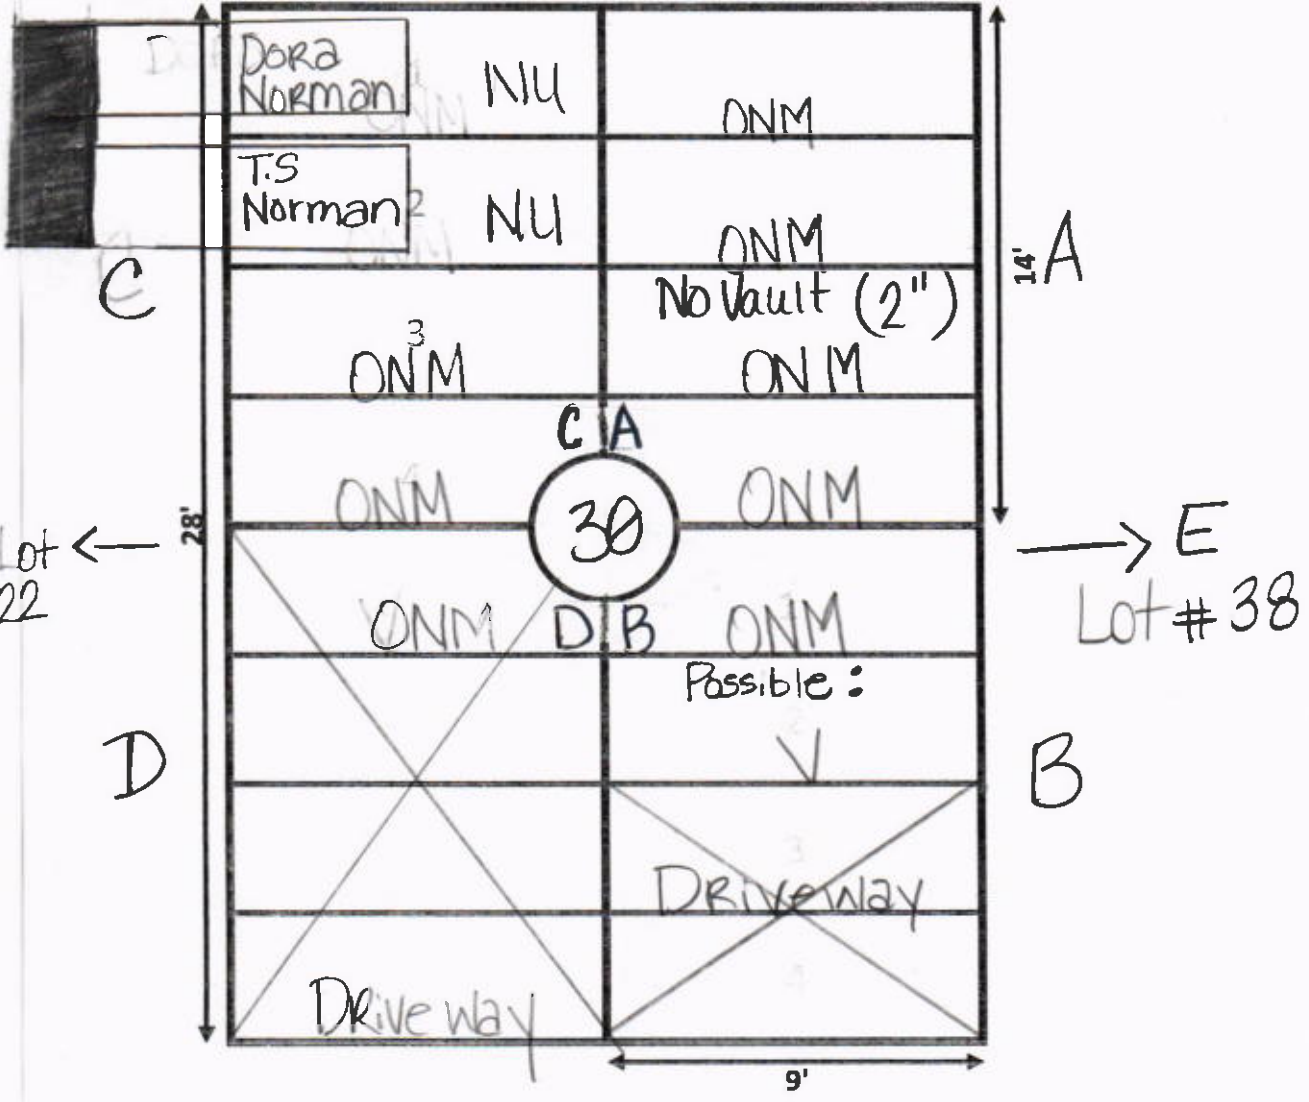 Dora
Norman
NU
ONM
T.S
Norman
2
NU
ONM
C
14'
A
No Vault (2")
3
ONM
ONM
C A
ONM
ONM
30
28'
Lot
22
E
Lot # 38
ONM
D B
ONM
Possible:
V
D
B
Driveway
Driveway
9'